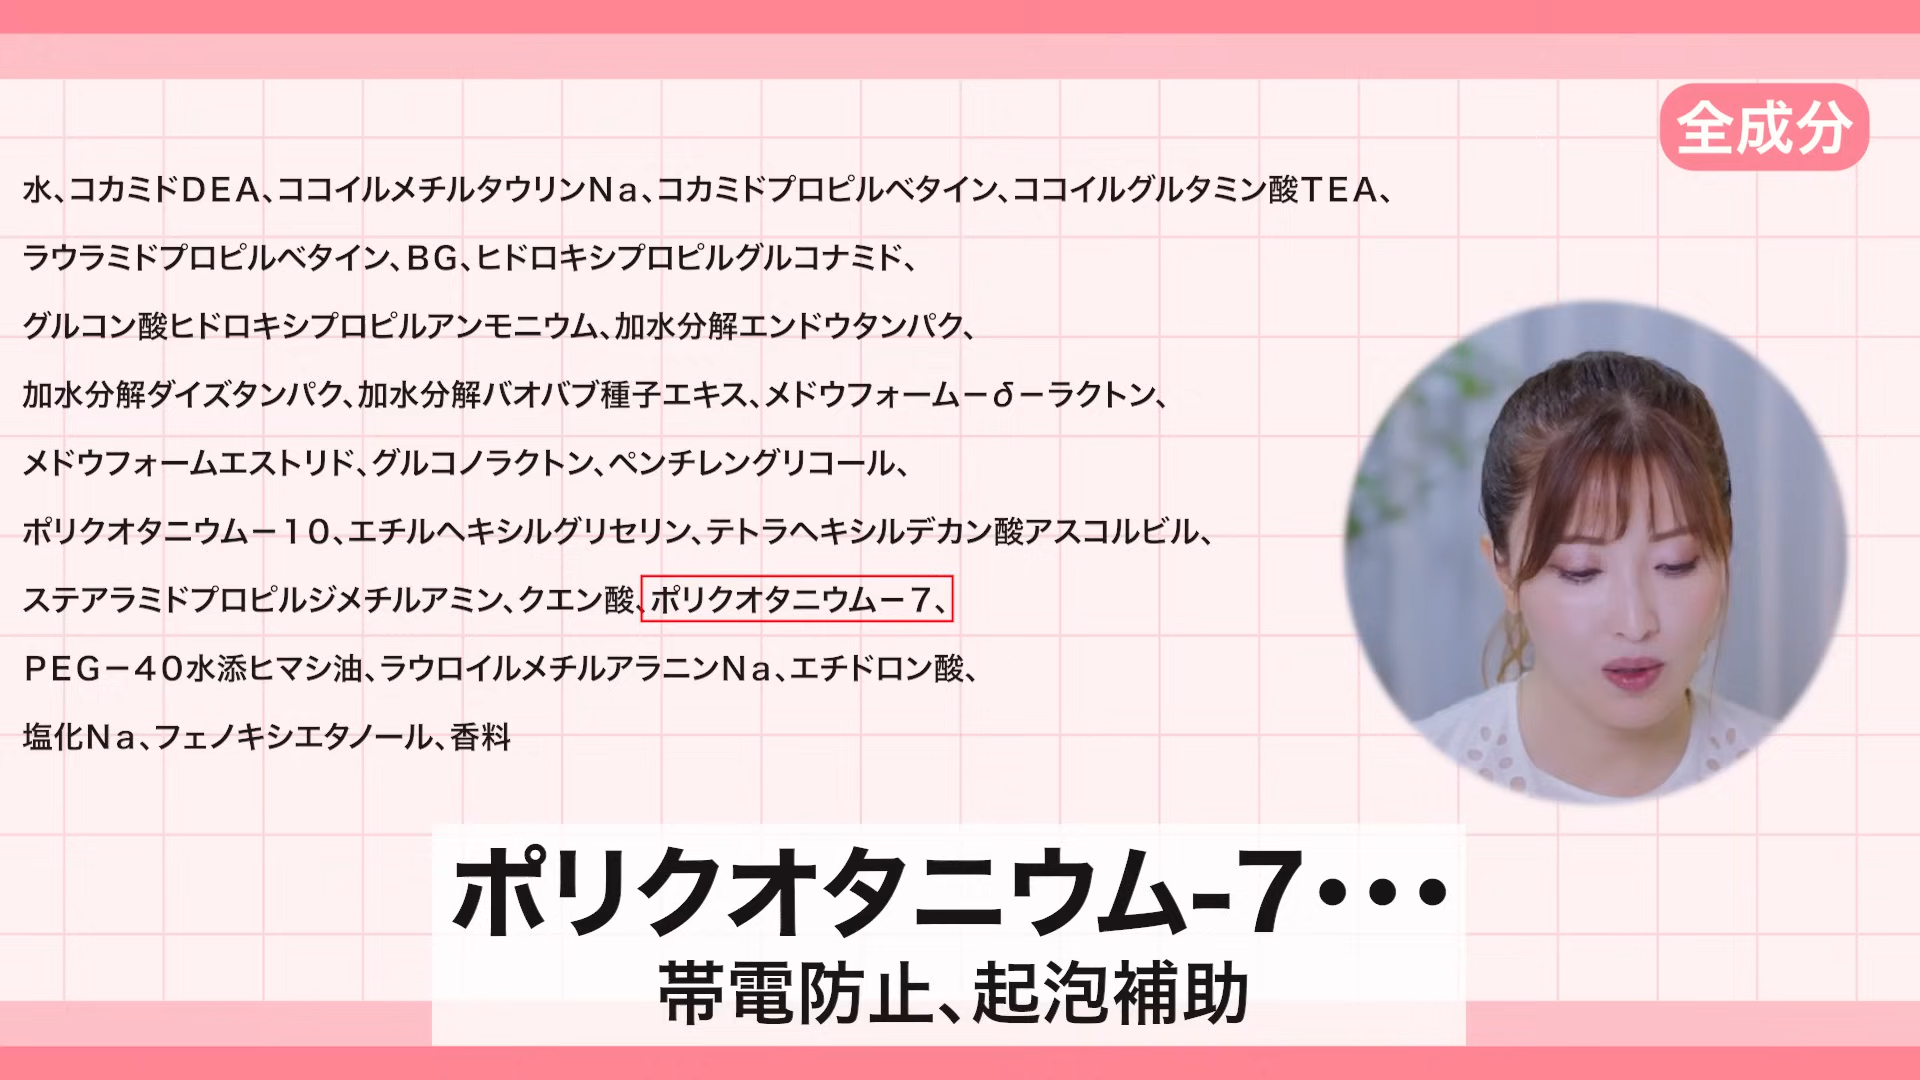 全成分
水、コカミドDEA、ココイルメチルタウリンNa、コカミドプロピルベタイン、ココイルグルタミン酸TEA、
ラウラミドプロピルベタイン、BG、ヒドロキシプロピルグルコナミド、
グルコン酸ヒドロキシプロピルアンモニウム、加水分解エンドウタンパク、
加水分解ダイズタンパク、加水分解バオバブ種子エキス、メドウフォーム－δ－ラクトン、
メドウフォームエストリド、グルコノラクトン、ペンチレングリコール、
ポリクオタニウム－10、エチルヘキシルグリセリン、テトラヘキシルデカン酸アスコルビル、
ステアラミドプロピルジメチルアミン、クエン酸、ポリクオタニウム－7、
PEG－40水添ヒマシ油、ラウロイルメチルアラニンNa、エチドロン酸、
塩化Na、フェノキシエタノール、香料
ポリクオタニウム-7・・・
帯電防止、起泡補助